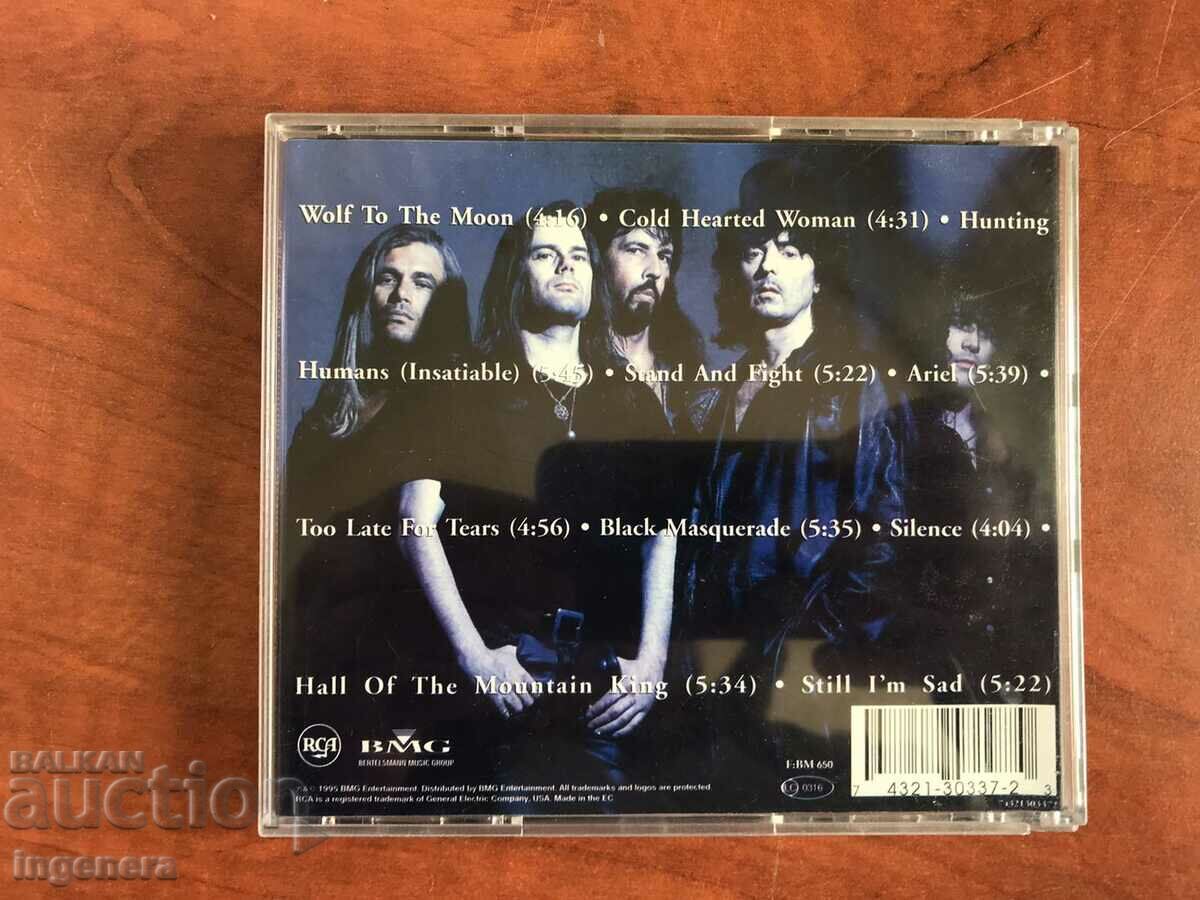 Wolf To The Moon (4:16) • Cold Hearted Woman (4:31) • Hunting
Humans (Insatiable) (5:45) • Stand And Fight (5:22) • Ariel (5:39) •
Too Late For Tears (4:56) • Black Masquerade (5:35) • Silence (4:04) •
Hall Of The Mountain King (5:34) • Still I'm Sad (5:22)
RCA
BMG
BERTELSMANN MUSIC GROUP
F:BM 650
LC 0316
7 4321-30337-2 3
℗ & © 1995 BMG Entertainment. Distributed by BMG Entertainment. All trademarks and logos are protected.
RCA is a registered trademark of General Electric Company, USA. Made in the EC
БАЛКАН
auction
ingenera